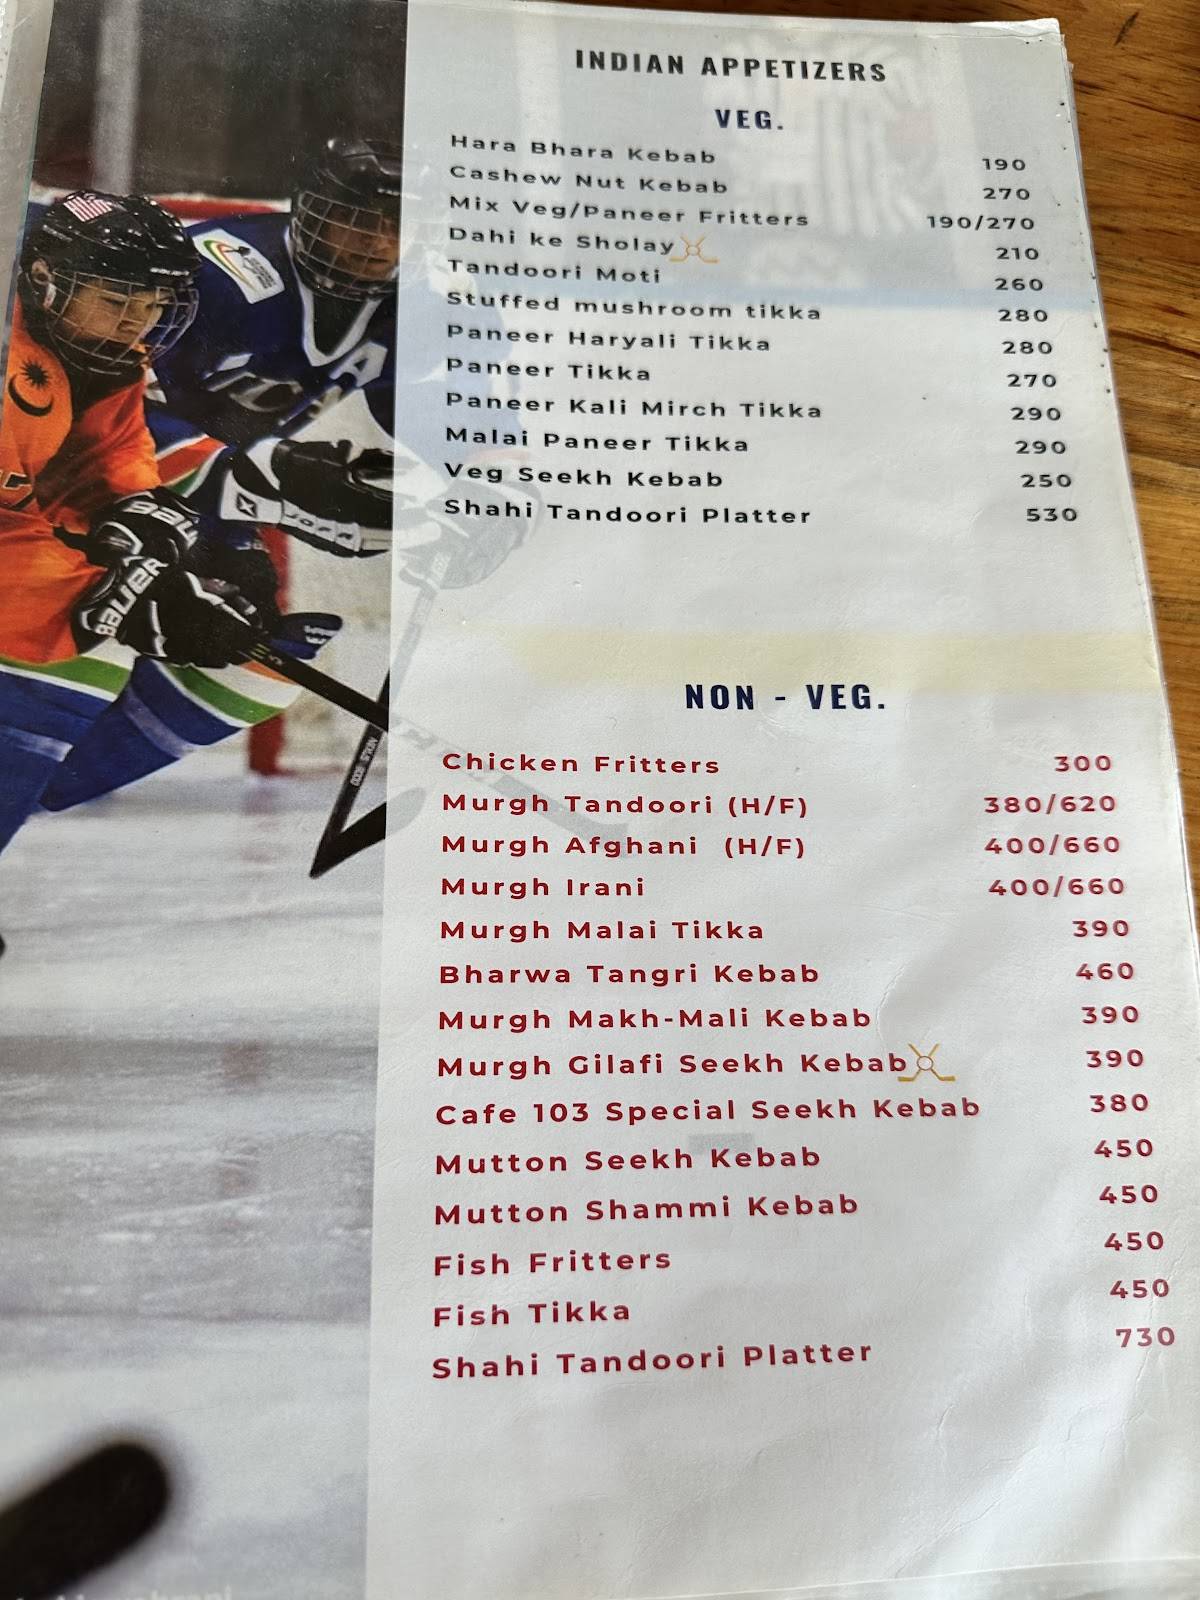 INDIAN APPETIZERS
VEG.
Hara Bhara Kebab 190
Cashew Nut Kebab 270
Mix Veg/Paneer Fritters 190/270
Dahi ke Sholay 210
Tandoori Moti 260
Stuffed mushroom tikka 280
Paneer Haryali Tikka 280
Paneer Tikka 270
Paneer Kali Mirch Tikka 290
Malai Paneer Tikka 290
Veg Seekh Kebab 250
Shahi Tandoori Platter 530
NON - VEG.
Chicken Fritters 300
Murgh Tandoori (H/F) 380/620
Murgh Afghani (H/F) 400/660
Murgh Irani 400/660
Murgh Malai Tikka 390
Bharwa Tangri Kebab 460
Murgh Makh-Mali Kebab 390
Murgh Gilafi Seekh Kebab 390
Cafe 103 Special Seekh Kebab 380
Mutton Seekh Kebab 450
Mutton Shammi Kebab 450
Fish Fritters 450
Fish Tikka 450
Shahi Tandoori Platter 730
BAUER
BAUER